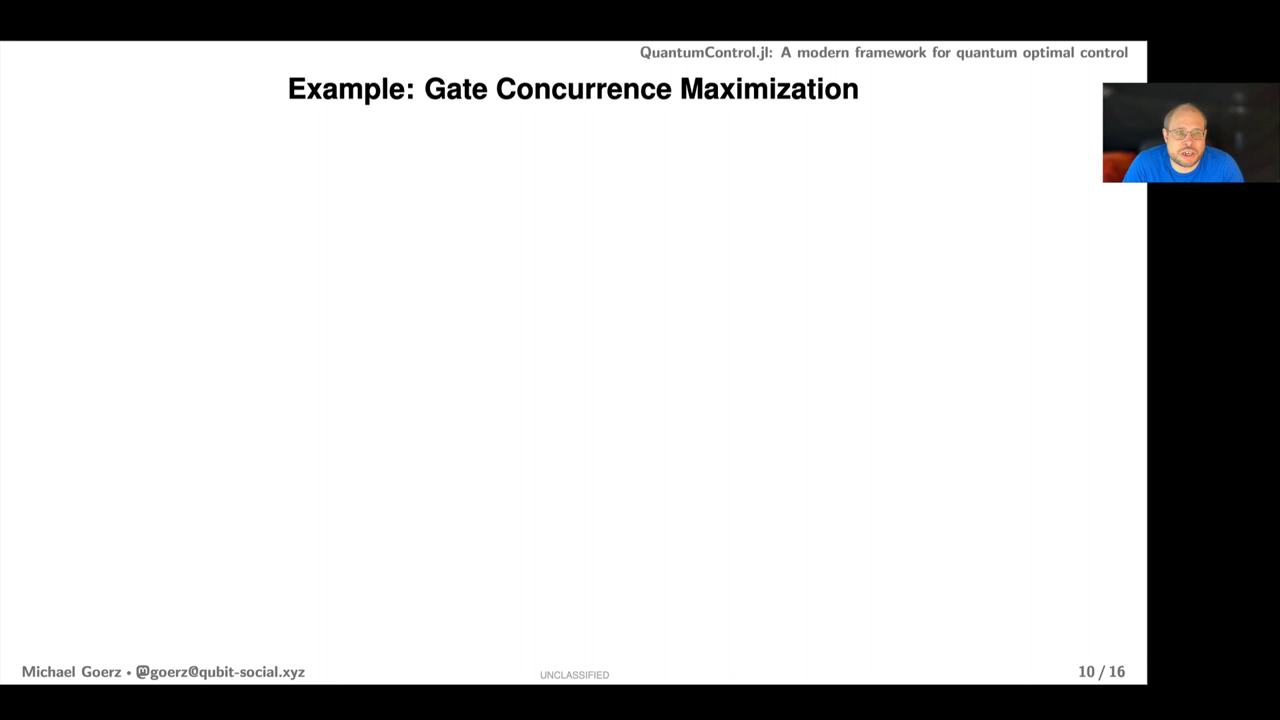 QuantumControl.jl: A modern framework for quantum optimal control
Example: Gate Concurrence Maximization
Michael Goerz • @goerz@qubit-social.xyz
UNCLASSIFIED
10 / 16